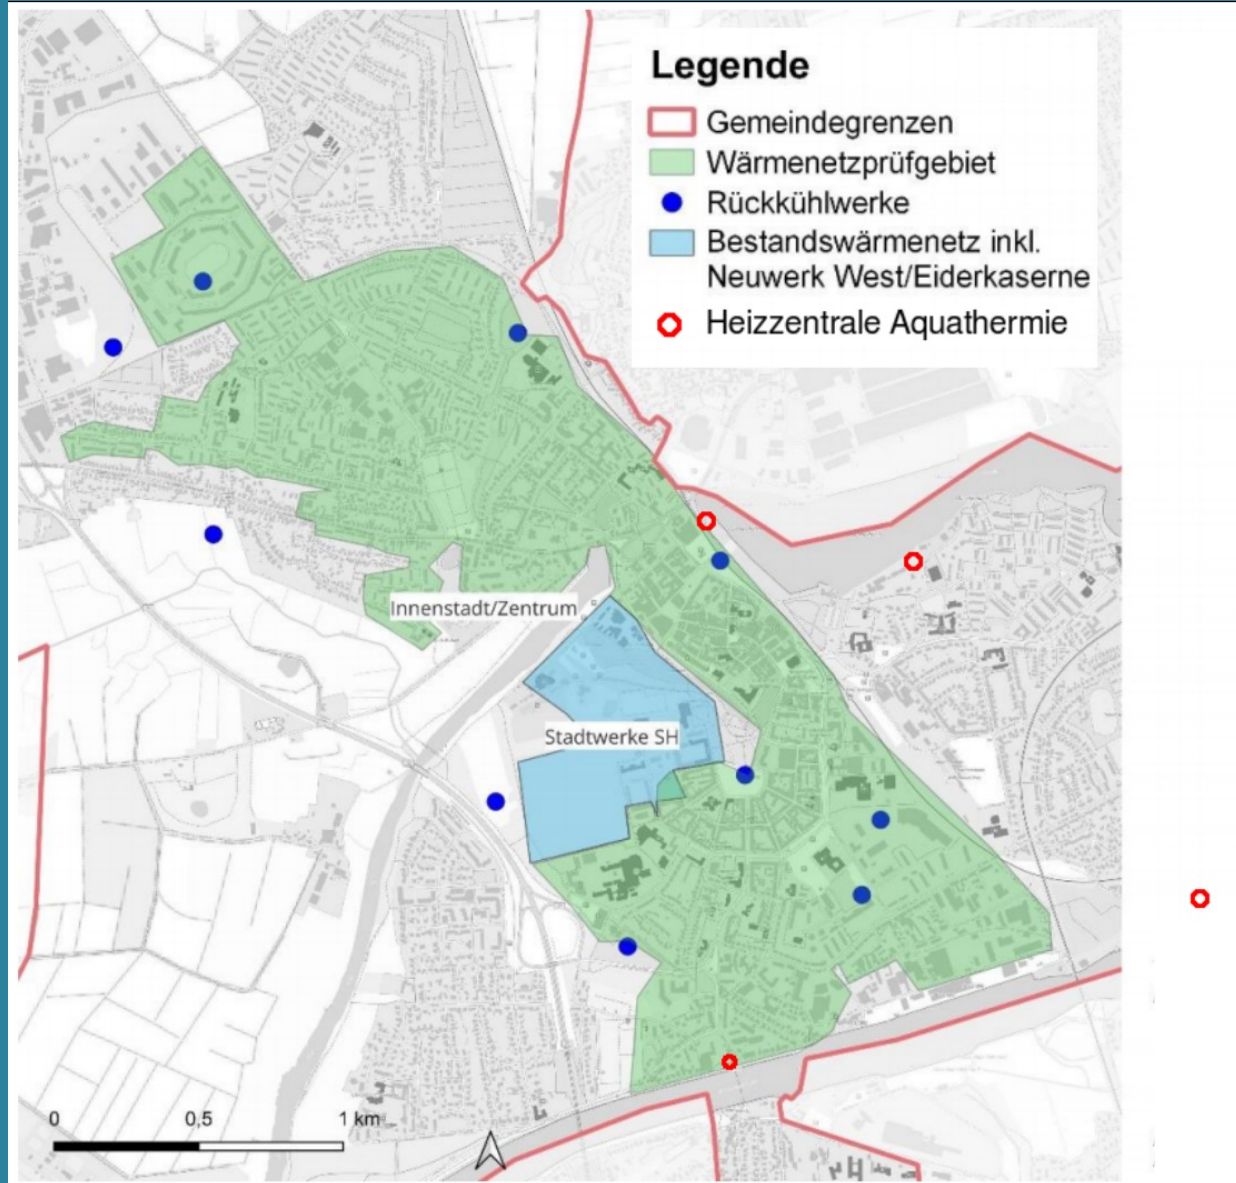 Legende
Gemeindegrenzen
Wärmenetzprüfgebiet
Rückkühlwerke
Bestandswärmenetz inkl.
Neuwerk West/Eiderkaserne
Heizzentrale Aquathermie
Innenstadt/Zentrum
Stadtwerke SH
0 0,5 1 km